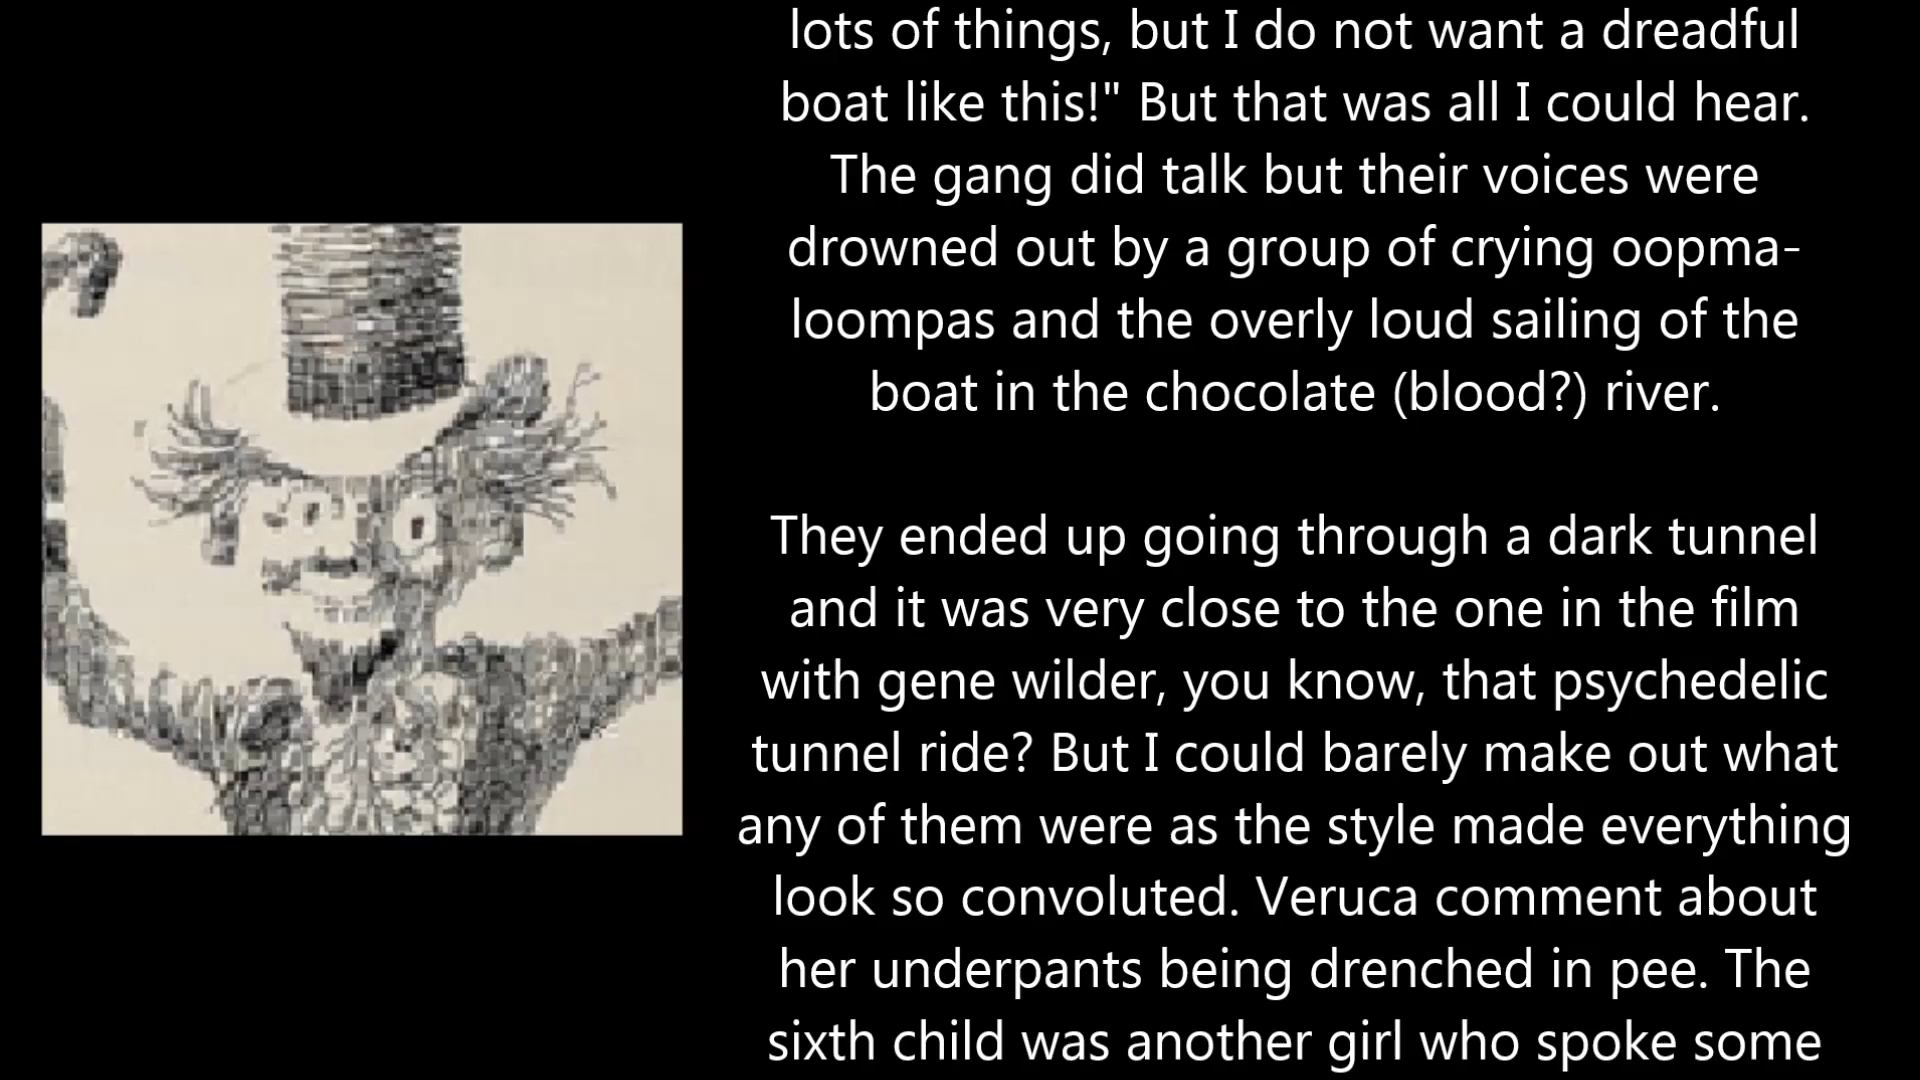 lots of things, but I do not want a dreadful
boat like this!" But that was all I could hear.
The gang did talk but their voices were
drowned out by a group of crying oopma-
loompas and the overly loud sailing of the
boat in the chocolate (blood?) river.
They ended up going through a dark tunnel
and it was very close to the one in the film
with gene wilder, you know, that psychedelic
tunnel ride? But I could barely make out what
any of them were as the style made everything
look so convoluted. Veruca comment about
her underpants being drenched in pee. The
sixth child was another girl who spoke some